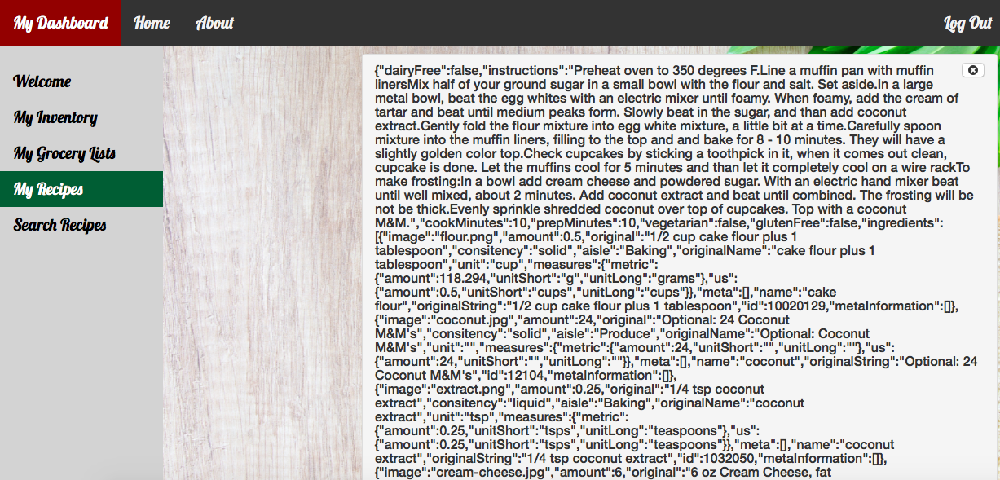 My Dashboard Home About Log Out
Welcome
My Inventory
My Grocery Lists
My Recipes
Search Recipes
{"dairyFree":false,"instructions":"Preheat oven to 350 degrees F.Line a muffin pan with muffin
linersMix half of your ground sugar in a small bowl with the flour and salt. Set aside.In a large
metal bowl, beat the egg whites with an electric mixer until foamy. When foamy, add the cream of
tartar and beat until medium peaks form. Slowly beat in the sugar, and than add coconut
extract.Gently fold the flour mixture into egg white mixture, a little bit at a time.Carefully spoon
mixture into the muffin liners, filling to the top and and bake for 8 - 10 minutes. They will have a
slightly golden color top.Check cupcakes by sticking a toothpick in it, when it comes out clean,
cupcake is done. Let the muffins cool for 5 minutes and than let it completely cool on a wire rackTo
make frosting:In a bowl add cream cheese and powdered sugar. With an electric hand mixer beat
until well mixed, about 2 minutes. Add coconut extract and beat until combined. The frosting will be
not be thick.Evenly sprinkle shredded coconut over top of cupcakes. Top with a coconut
M&M.","cookMinutes":10,"prepMinutes":10,"vegetarian":false,"glutenFree":false,"ingredients":
[{"image":"flour.png","amount":0.5,"original":"1/2 cup cake flour plus 1
tablespoon","consitency":"solid","aisle":"Baking","originalName":"cake flour plus 1
tablespoon","unit":"cup","measures":{"metric":
{"amount":118.294,"unitShort":"g","unitLong":"grams"},"us":
{"amount":0.5,"unitShort":"cups","unitLong":"cups"}},"meta":[],"name":"cake
flour","originalString":"1/2 cup cake flour plus 1 tablespoon","id":10020129,"metaInformation":[]},
{"image":"coconut.jpg","amount":24,"original":"Optional: 24 Coconut
M&M's","consitency":"solid","aisle":"Produce","originalName":"Optional: Coconut
M&M's","unit":"","measures":{"metric":{"amount":24,"unitShort":"","unitLong":""},"us":
{"amount":24,"unitShort":"","unitLong":""}},"meta":[],"name":"coconut","originalString":"Optional: 24
Coconut M&M's","id":12104,"metaInformation":[]},
{"image":"extract.png","amount":0.25,"original":"1/4 tsp coconut
extract","consitency":"liquid","aisle":"Baking","originalName":"coconut
extract","unit":"tsp","measures":{"metric":
{"amount":0.25,"unitShort":"tsps","unitLong":"teaspoons"},"us":
{"amount":0.25,"unitShort":"tsps","unitLong":"teaspoons"}},"meta":[],"name":"coconut
extract","originalString":"1/4 tsp coconut extract","id":1032050,"metaInformation":[]},
{"image":"cream-cheese.jpg","amount":6,"original":"6 oz Cream Cheese, fat